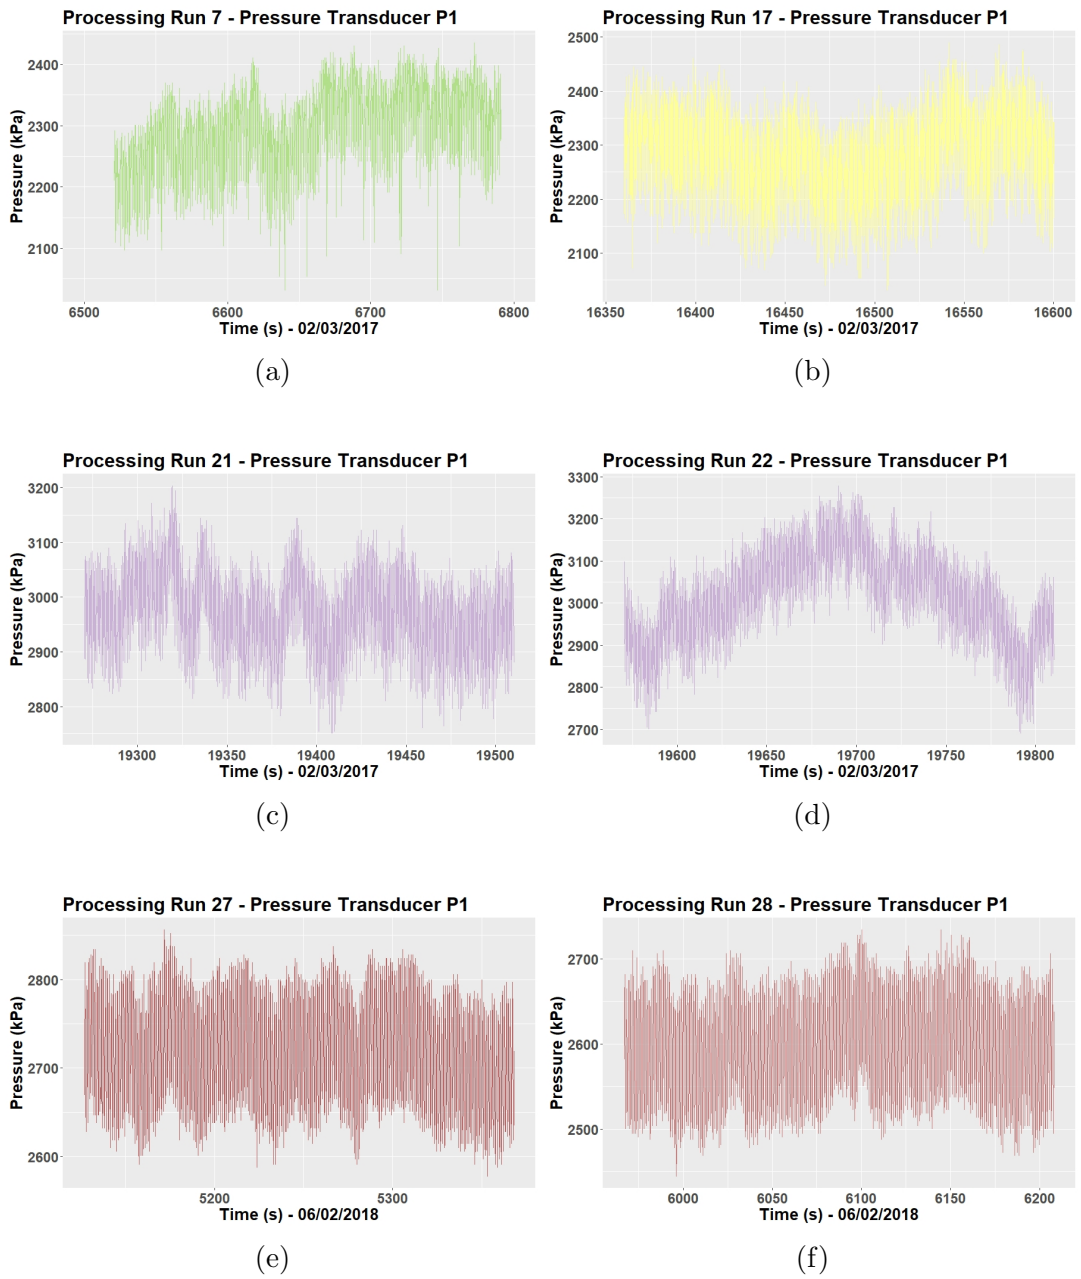 Processing Run 7 - Pressure Transducer P1
Pressure (kPa)
2400
2300
2200
2100
6500 6600 6700 6800
Time (s) - 02/03/2017
(a)
Processing Run 17 - Pressure Transducer P1
Pressure (kPa)
2500
2400
2300
2200
2100
16350 16400 16450 16500 16550 16600
Time (s) - 02/03/2017
(b)
Processing Run 21 - Pressure Transducer P1
Pressure (kPa)
3200
3100
3000
2900
2800
19300 19350 19400 19450 19500
Time (s) - 02/03/2017
(c)
Processing Run 22 - Pressure Transducer P1
Pressure (kPa)
3300
3200
3100
3000
2900
2800
2700
19600 19650 19700 19750 19800
Time (s) - 02/03/2017
(d)
Processing Run 27 - Pressure Transducer P1
Pressure (kPa)
2800
2700
2600
5200 5300
Time (s) - 06/02/2018
(e)
Processing Run 28 - Pressure Transducer P1
Pressure (kPa)
2700
2600
2500
6000 6050 6100 6150 6200
Time (s) - 06/02/2018
(f)